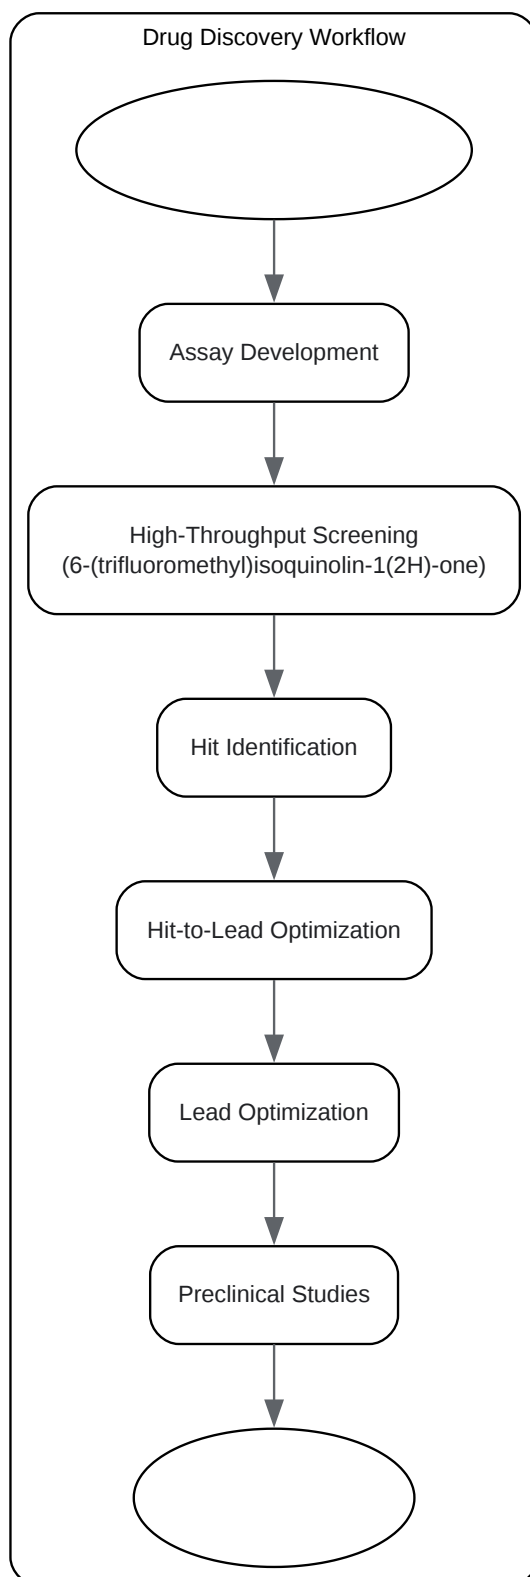 Drug Discovery Workflow
Assay Development
High-Throughput Screening
(6-(trifluoromethyl)isoquinolin-1(2H)-one)
Hit Identification
Hit-to-Lead Optimization
Lead Optimization
Preclinical Studies